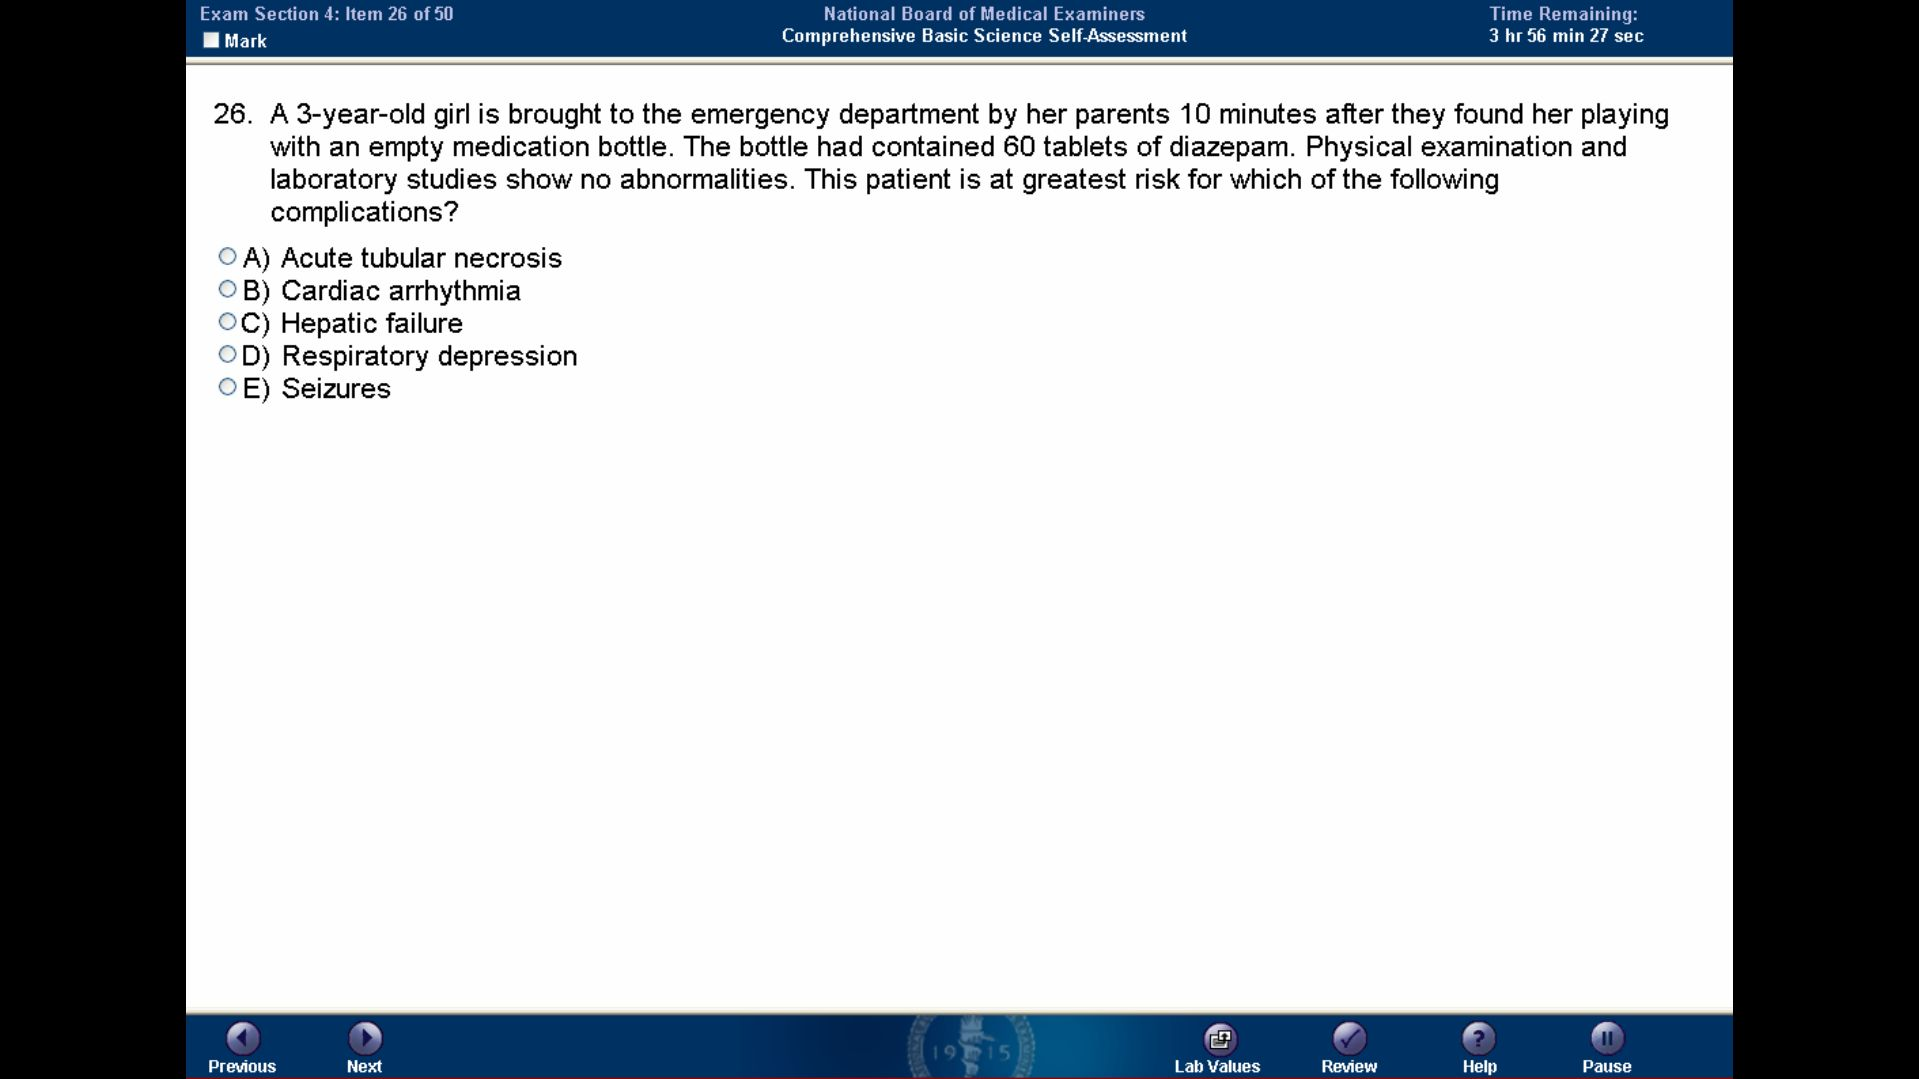 Exam Section 4: Item 26 of 50
National Board of Medical Examiners
Time Remaining:
Mark
Comprehensive Basic Science Self-Assessment
3 hr 56 min 27 sec
26. A 3-year-old girl is brought to the emergency department by her parents 10 minutes after they found her playing
with an empty medication bottle. The bottle had contained 60 tablets of diazepam. Physical examination and
laboratory studies show no abnormalities. This patient is at greatest risk for which of the following
complications?
A) Acute tubular necrosis
B) Cardiac arrhythmia
C) Hepatic failure
D) Respiratory depression
E) Seizures
1915
Previous
Next
Lab Values
Review
Help
Pause